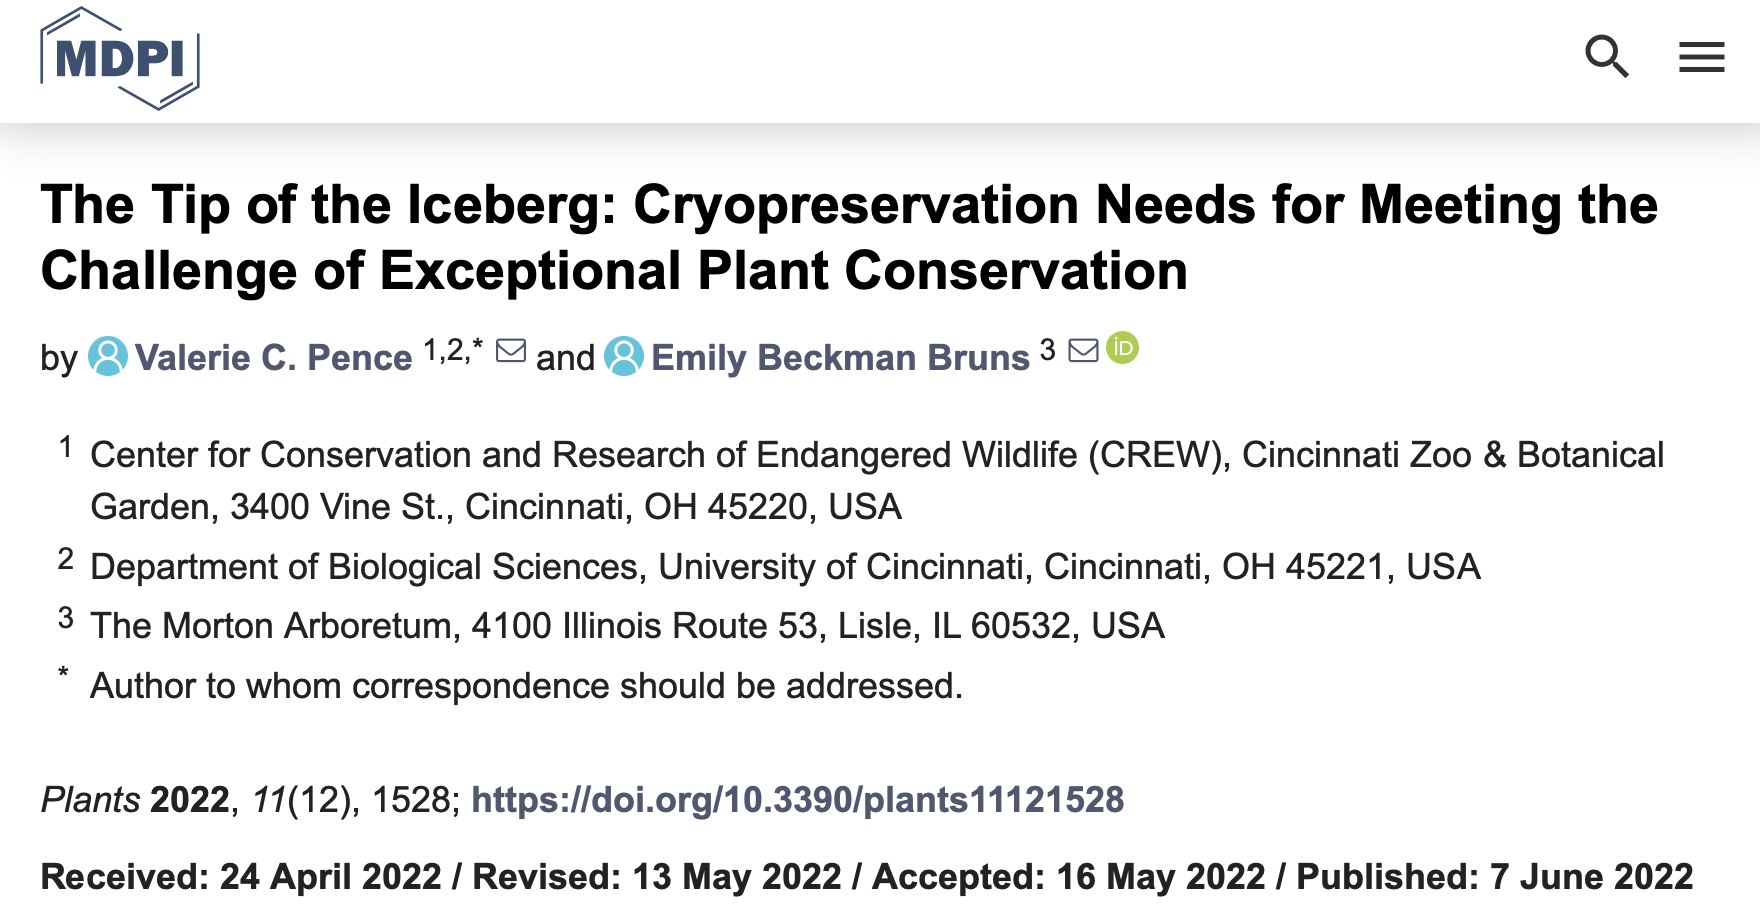 MDPI
The Tip of the Iceberg: Cryopreservation Needs for Meeting the
Challenge of Exceptional Plant Conservation
by Valerie C. Pence 1,2,* and Emily Beckman Bruns 3 iD
1 Center for Conservation and Research of Endangered Wildlife (CREW), Cincinnati Zoo & Botanical
Garden, 3400 Vine St., Cincinnati, OH 45220, USA
2 Department of Biological Sciences, University of Cincinnati, Cincinnati, OH 45221, USA
3 The Morton Arboretum, 4100 Illinois Route 53, Lisle, IL 60532, USA
* Author to whom correspondence should be addressed.
Plants 2022, 11(12), 1528; https://doi.org/10.3390/plants11121528
Received: 24 April 2022 / Revised: 13 May 2022 / Accepted: 16 May 2022 / Published: 7 June 2022